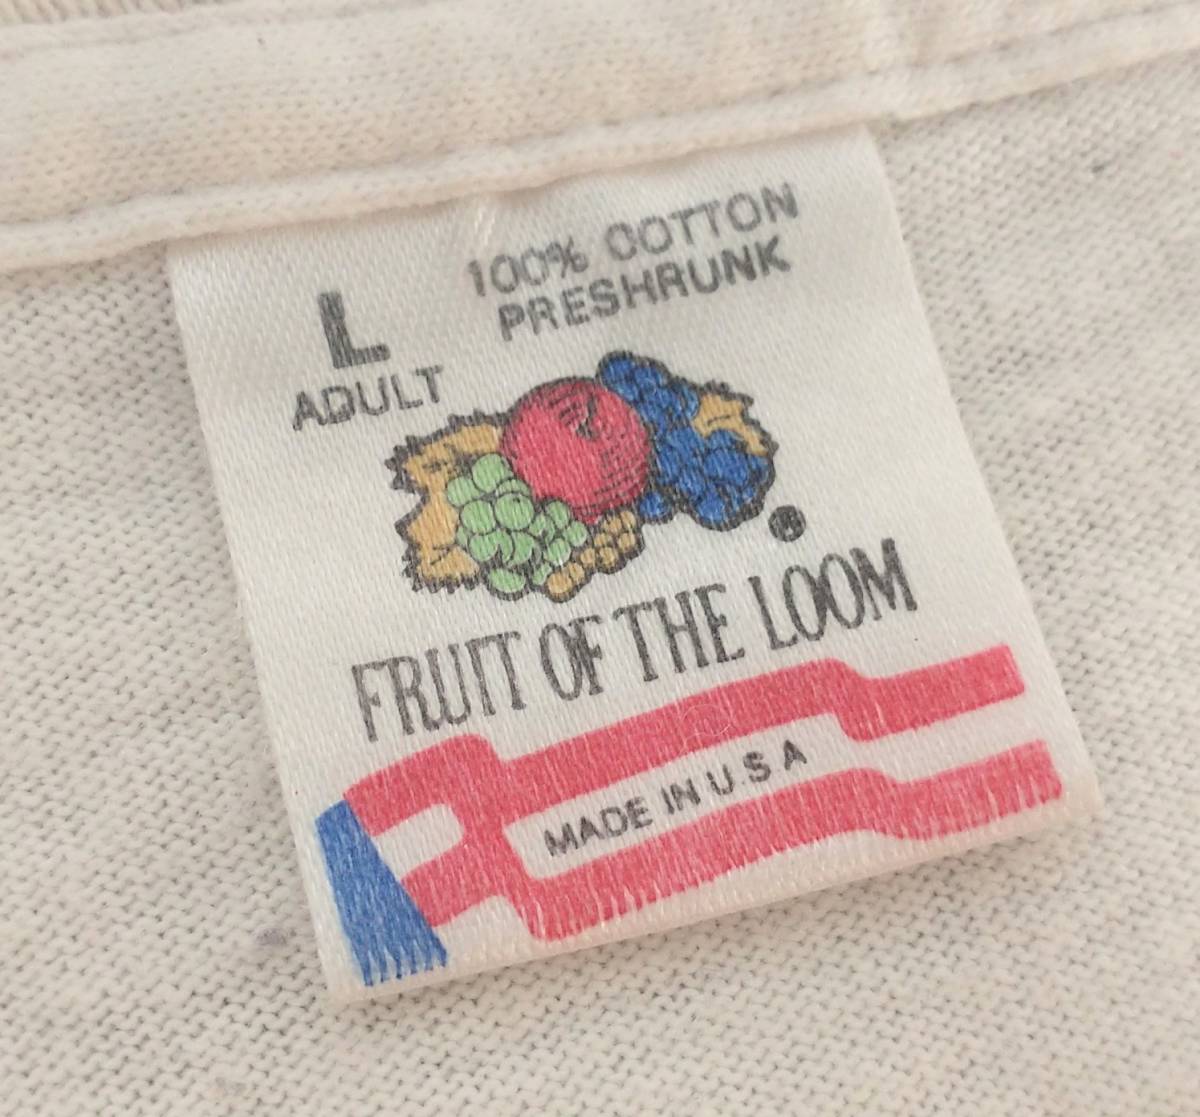 100% COTTON
PRESHRUNK
L
ADULT
®
FRUIT OF THE LOOM
MADE IN U.S A